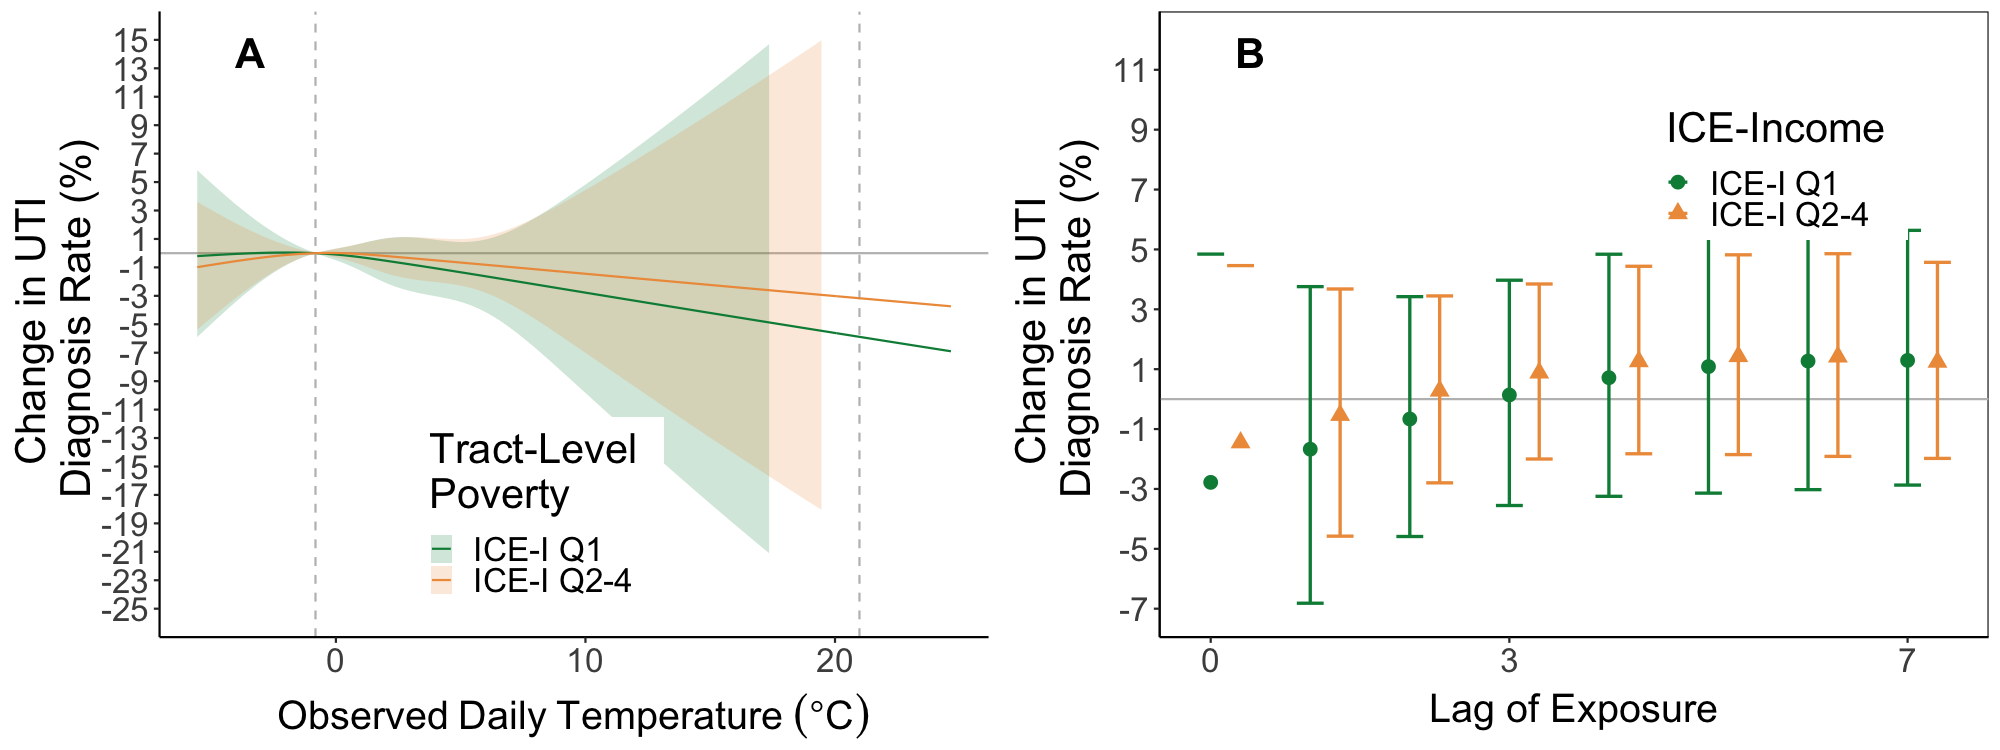 A
15
13
11
9
7
5
3
1
-1
-3
-5
-7
-9
-11
-13
-15
-17
-19
-21
-23
-25
Change in UTI
Diagnosis Rate (%)
Tract-Level
Poverty
ICE-I Q1
ICE-I Q2-4
0
10
20
Observed Daily Temperature (°C)
B
11
9
7
5
3
1
-1
-3
-5
-7
Change in UTI
Diagnosis Rate (%)
ICE-Income
ICE-I Q1
ICE-I Q2-4
0
3
7
Lag of Exposure